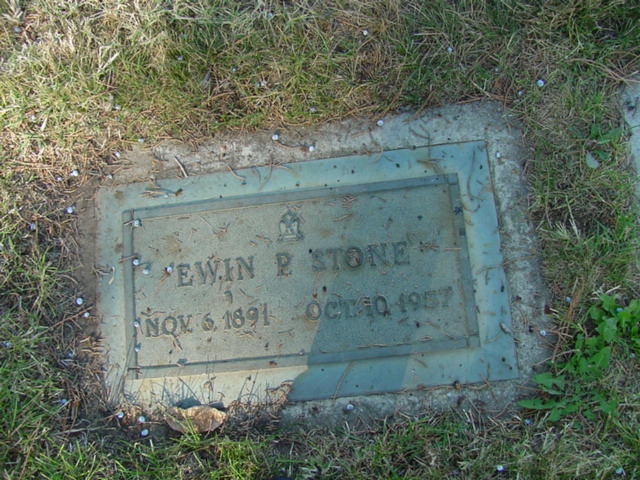 EWIN P. STONE
NOV. 6, 1891 OCT. 10, 1957